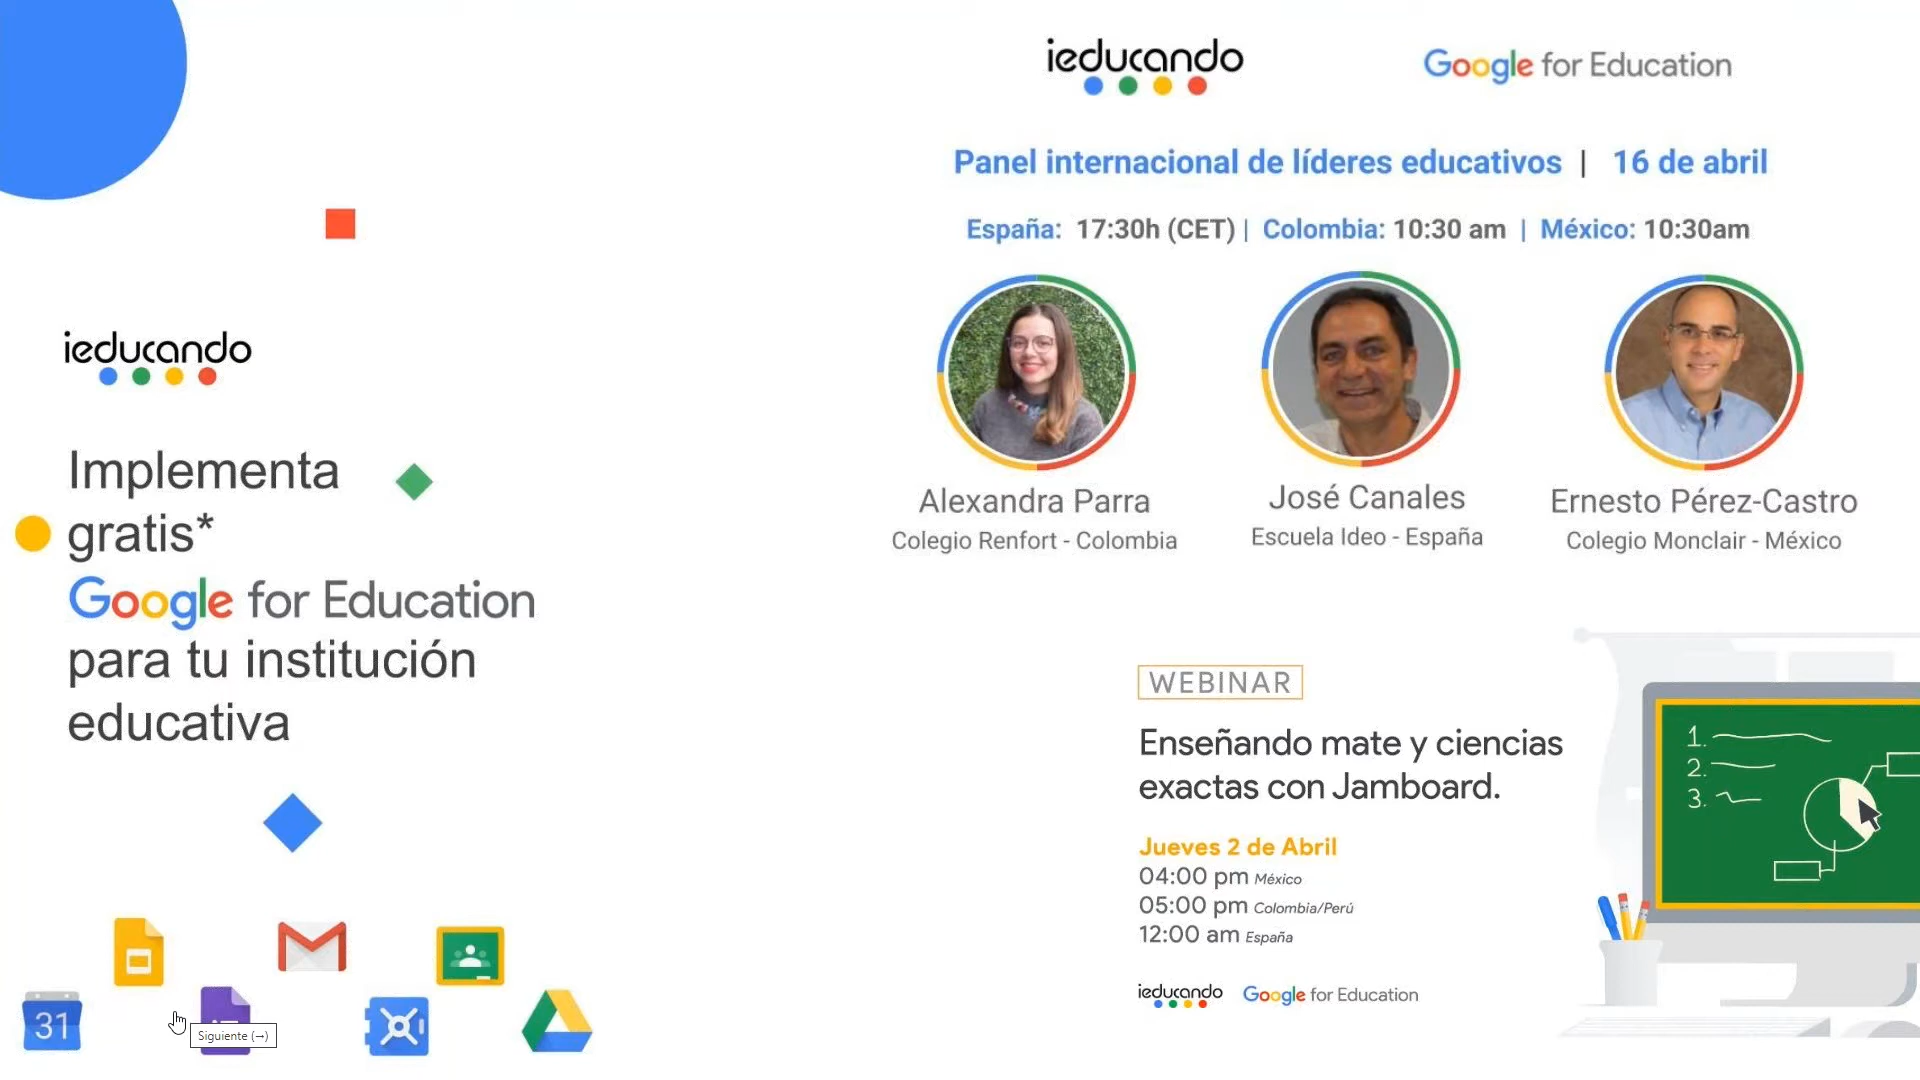 ieducando
Implementa
gratis*
Google for Education
para tu institución
educativa
31
Siguiente (→)
ieducando
Google for Education
Panel internacional de líderes educativos | 16 de abril
España: 17:30h (CET) | Colombia: 10:30 am | México: 10:30am
Alexandra Parra
Colegio Renfort - Colombia
José Canales
Escuela Ideo - España
Ernesto Pérez-Castro
Colegio Monclair - México
WEBINAR
Enseñando mate y ciencias
exactas con Jamboard.
Jueves 2 de Abril
04:00 pm México
05:00 pm Colombia/Perú
12:00 am España
ieducando Google for Education
1.
2.
3.